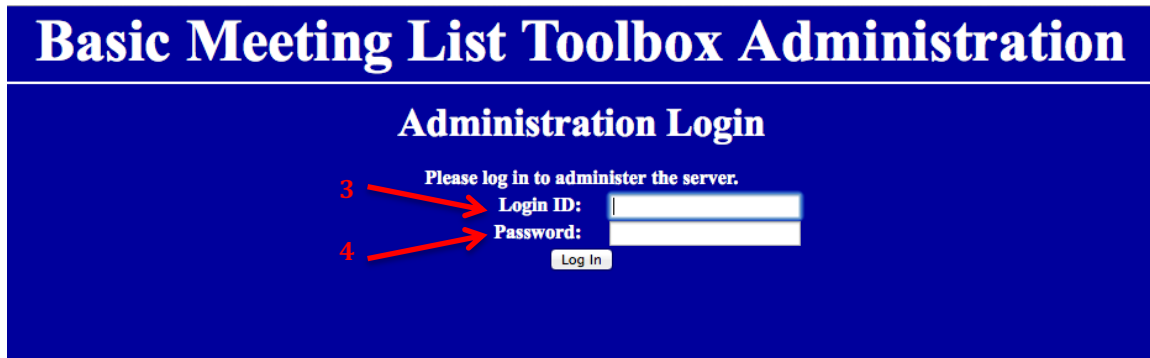 Basic Meeting List Toolbox Administration
Administration Login
Please log in to administer the server.
3
Login ID:
Password:
4
Log In